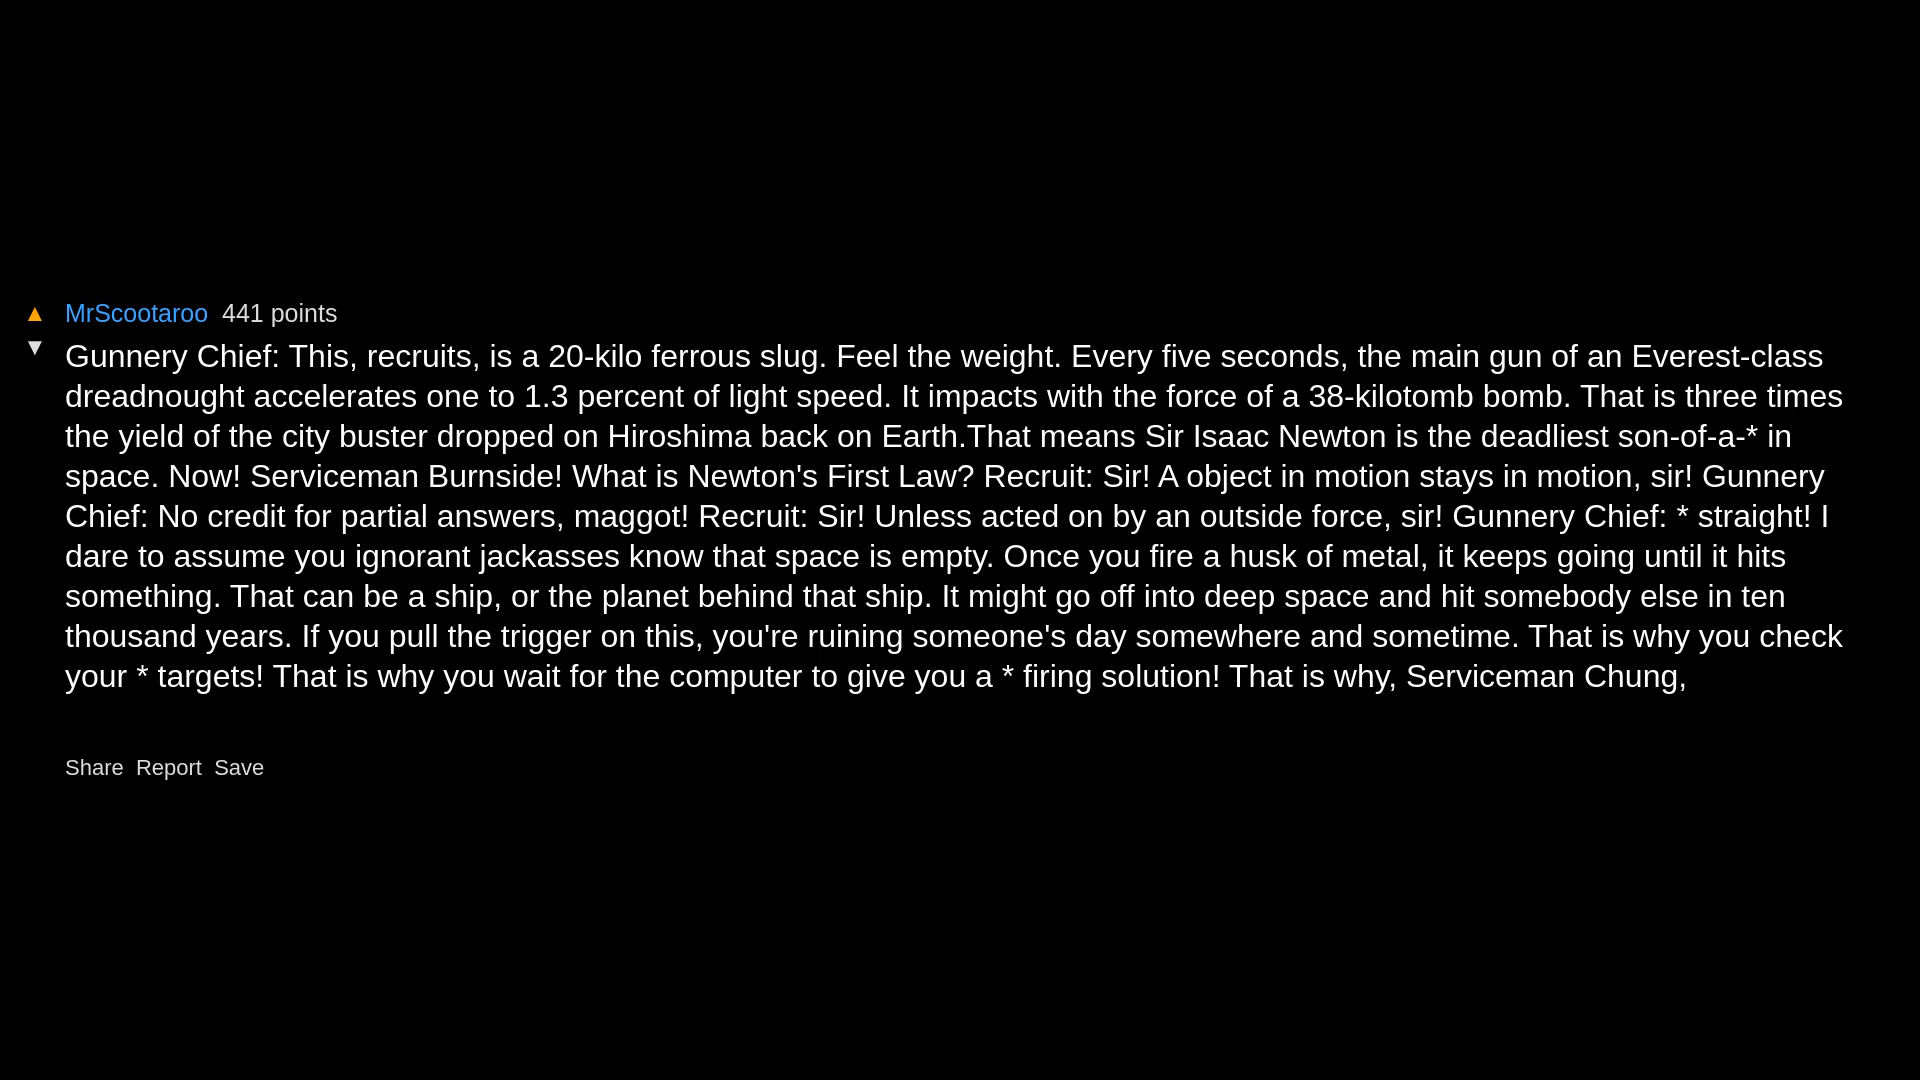 ▲ MrScootaroo 441 points
▼
Gunnery Chief: This, recruits, is a 20-kilo ferrous slug. Feel the weight. Every five seconds, the main gun of an Everest-class
dreadnought accelerates one to 1.3 percent of light speed. It impacts with the force of a 38-kilotomb bomb. That is three times
the yield of the city buster dropped on Hiroshima back on Earth.That means Sir Isaac Newton is the deadliest son-of-a-* in
space. Now! Serviceman Burnside! What is Newton's First Law? Recruit: Sir! A object in motion stays in motion, sir! Gunnery
Chief: No credit for partial answers, maggot! Recruit: Sir! Unless acted on by an outside force, sir! Gunnery Chief: * straight! I
dare to assume you ignorant jackasses know that space is empty. Once you fire a husk of metal, it keeps going until it hits
something. That can be a ship, or the planet behind that ship. It might go off into deep space and hit somebody else in ten
thousand years. If you pull the trigger on this, you're ruining someone's day somewhere and sometime. That is why you check
your * targets! That is why you wait for the computer to give you a * firing solution! That is why, Serviceman Chung,
Share Report Save